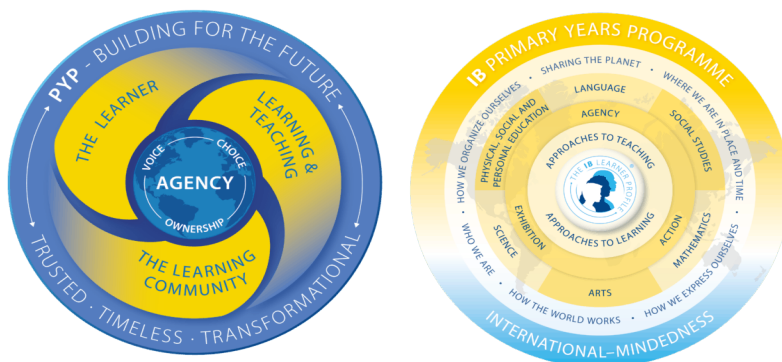 PYP - BUILDING FOR THE FUTURE
THE LEARNER
LEARNING &
TEACHING
VOICE
CHOICE
AGENCY
OWNERSHIP
THE LEARNING
COMMUNITY
TRUSTED · TIMELESS · TRANSFORMATIONAL
IB PRIMARY YEARS PROGRAMME
SHARING THE PLANET
WHERE WE ARE IN PLACE AND TIME
HOW WE EXPRESS OURSELVES
HOW THE WORLD WORKS
WHO WE ARE
HOW WE ORGANIZE OURSELVES
LANGUAGE
SOCIAL STUDIES
MATHEMATICS
ARTS
SCIENCE
PHYSICAL, SOCIAL AND
PERSONAL EDUCATION
AGENCY
ACTION
EXHIBITION
APPROACHES TO TEACHING
THE IB LEARNER PROFILE
APPROACHES TO LEARNING
INTERNATIONAL–MINDEDNESS